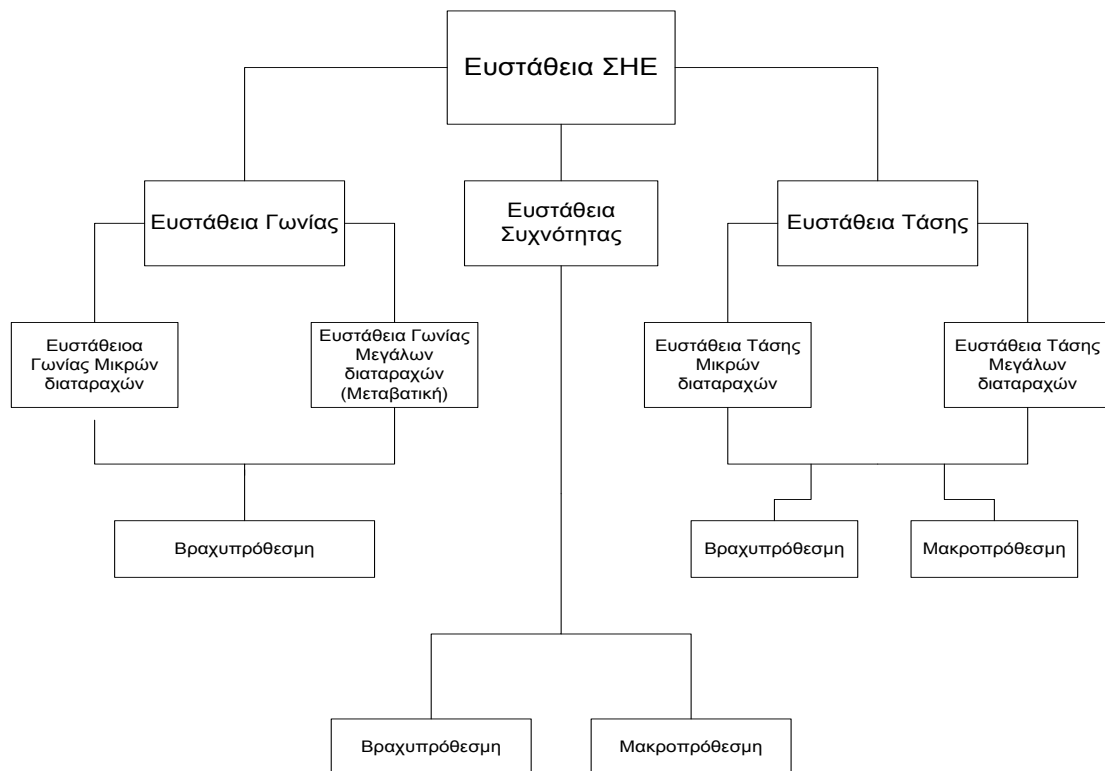 Ευστάθεια ΣΗΕ
Ευστάθεια Γωνίας
Ευστάθεια
Συχνότητας
Ευστάθεια Τάσης
Ευστάθειοα
Γωνίας Μικρών
διαταραχών
Ευστάθεια Γωνίας
Μεγάλων
διαταραχών
(Μεταβατική)
Ευστάθεια Τάσης
Μικρών
διαταραχών
Ευστάθεια Τάσης
Μεγάλων
διαταραχών
Βραχυπρόθεσμη
Βραχυπρόθεσμη
Μακροπρόθεσμη
Βραχυπρόθεσμη
Μακροπρόθεσμη